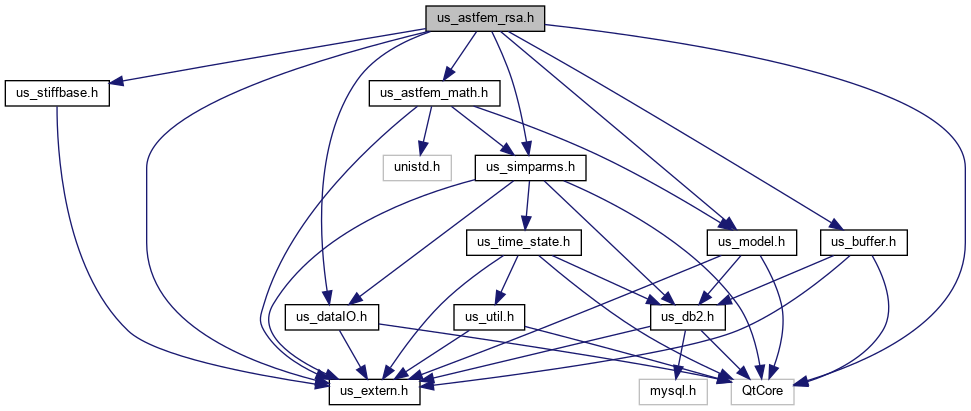 us_astfem_rsa.h
us_stiffbase.h
us_astfem_math.h
unistd.h
us_simparms.h
us_time_state.h
us_model.h
us_buffer.h
us_dataIO.h
us_util.h
us_db2.h
us_extern.h
mysql.h
QtCore